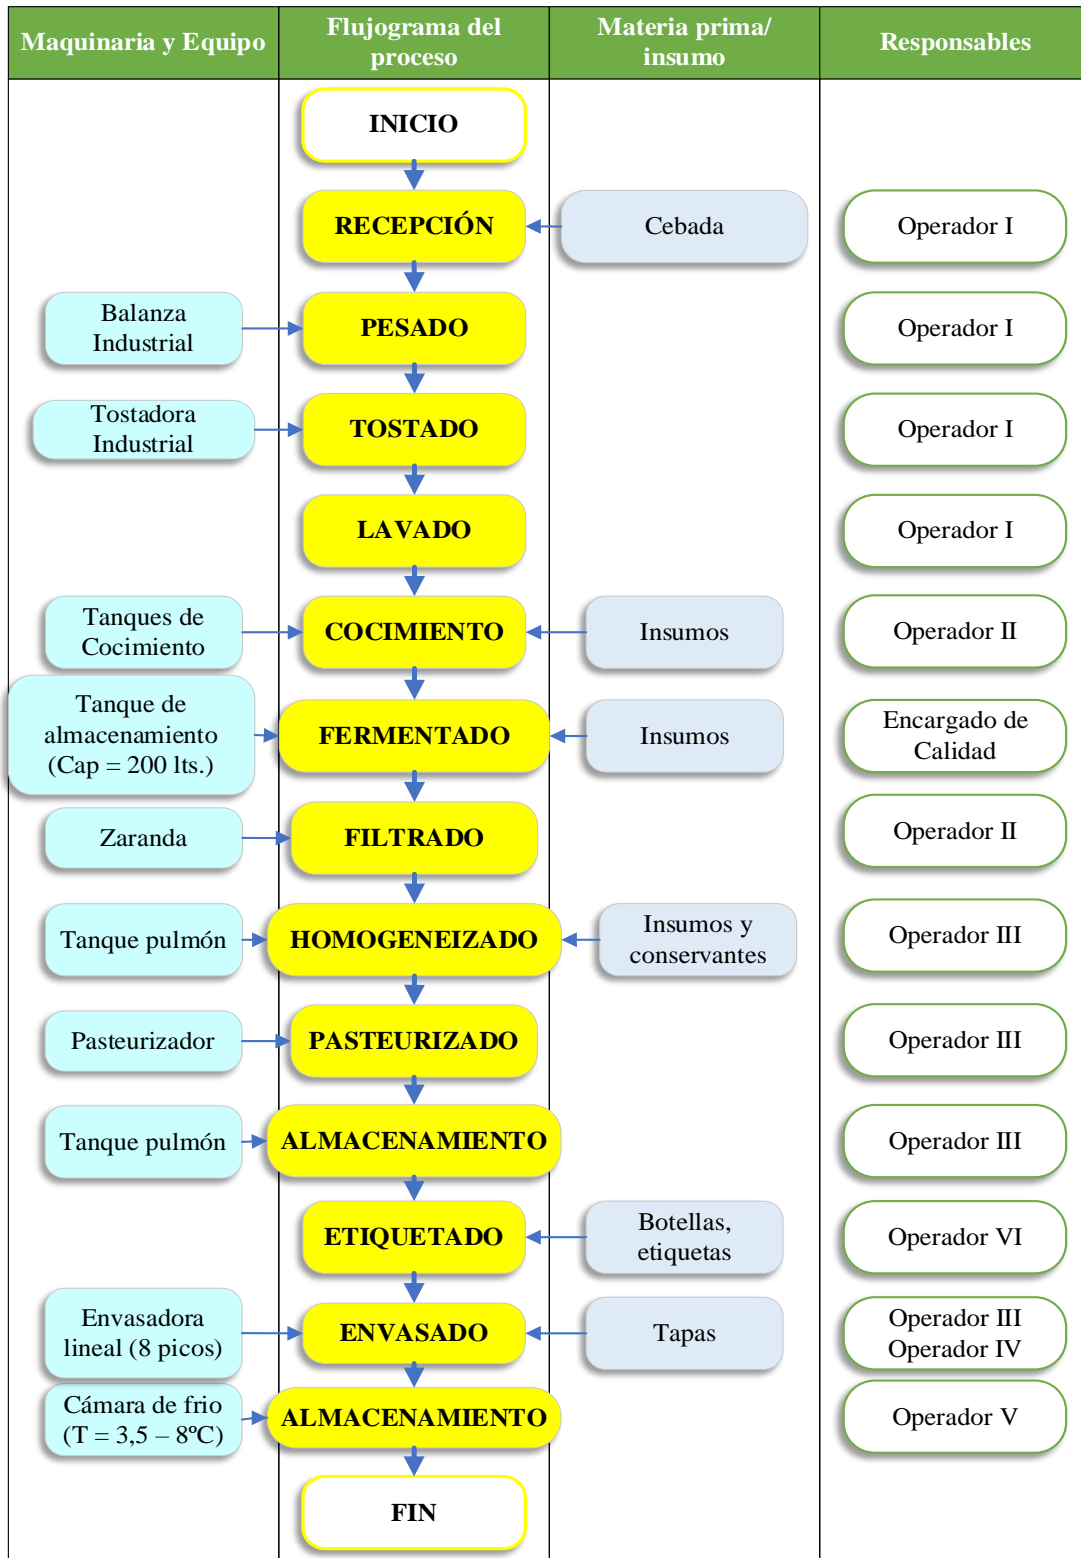 Maquinaria y Equipo
Flujograma del
proceso
Materia prima/
insumo
Responsables
INICIO
RECEPCIÓN
Cebada
Operador I
Balanza
Industrial
PESADO
Operador I
Tostadora
Industrial
TOSTADO
Operador I
LAVADO
Operador I
Tanques de
Cocimiento
COCIMIENTO
Insumos
Operador II
Tanque de
almacenamiento
(Cap = 200 lts.)
FERMENTADO
Insumos
Encargado de
Calidad
Zaranda
FILTRADO
Operador II
Tanque pulmón
HOMOGENEIZADO
Insumos y
conservantes
Operador III
Pasteurizador
PASTEURIZADO
Operador III
Tanque pulmón
ALMACENAMIENTO
Operador III
ETIQUETADO
Botellas,
etiquetas
Operador VI
Envasadora
lineal (8 picos)
ENVASADO
Tapas
Operador III
Operador IV
Cámara de frio
(T = 3,5 – 8ºC)
ALMACENAMIENTO
Operador V
FIN